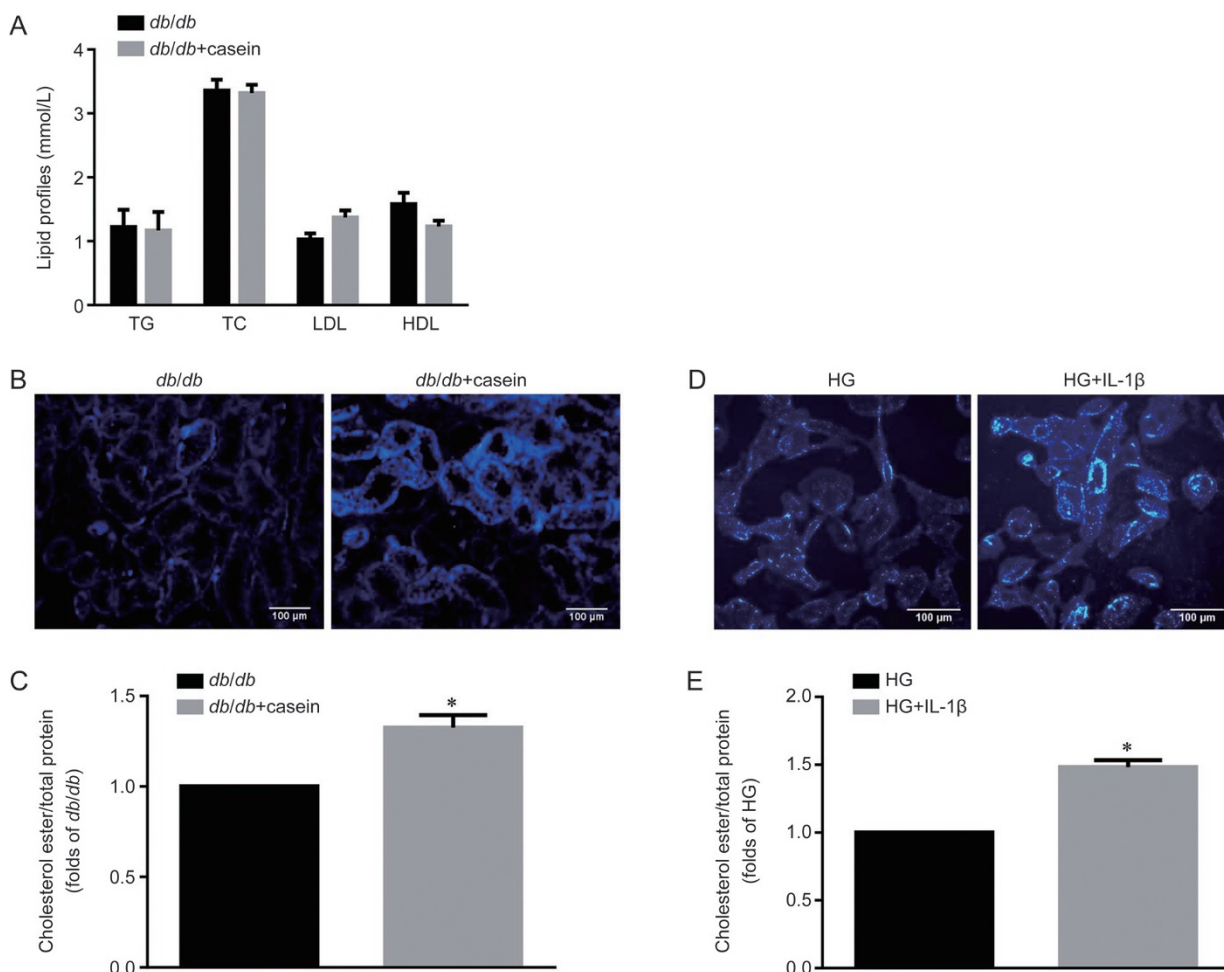 A
db/db
db/db+casein
Lipid profiles (mmol/L)
4
3
2
1
0
TG TC LDL HDL
B
db/db db/db+casein
100 µm 100 µm
D
HG HG+IL-1β
100 µm 100 µm
C
db/db
db/db+casein
Cholesterol ester/total protein
(folds of db/db)
1.5
1.0
0.5
0.0
*
E
HG
HG+IL-1β
Cholesterol ester/total protein
(folds of HG)
2.0
1.5
1.0
0.5
0.0
*